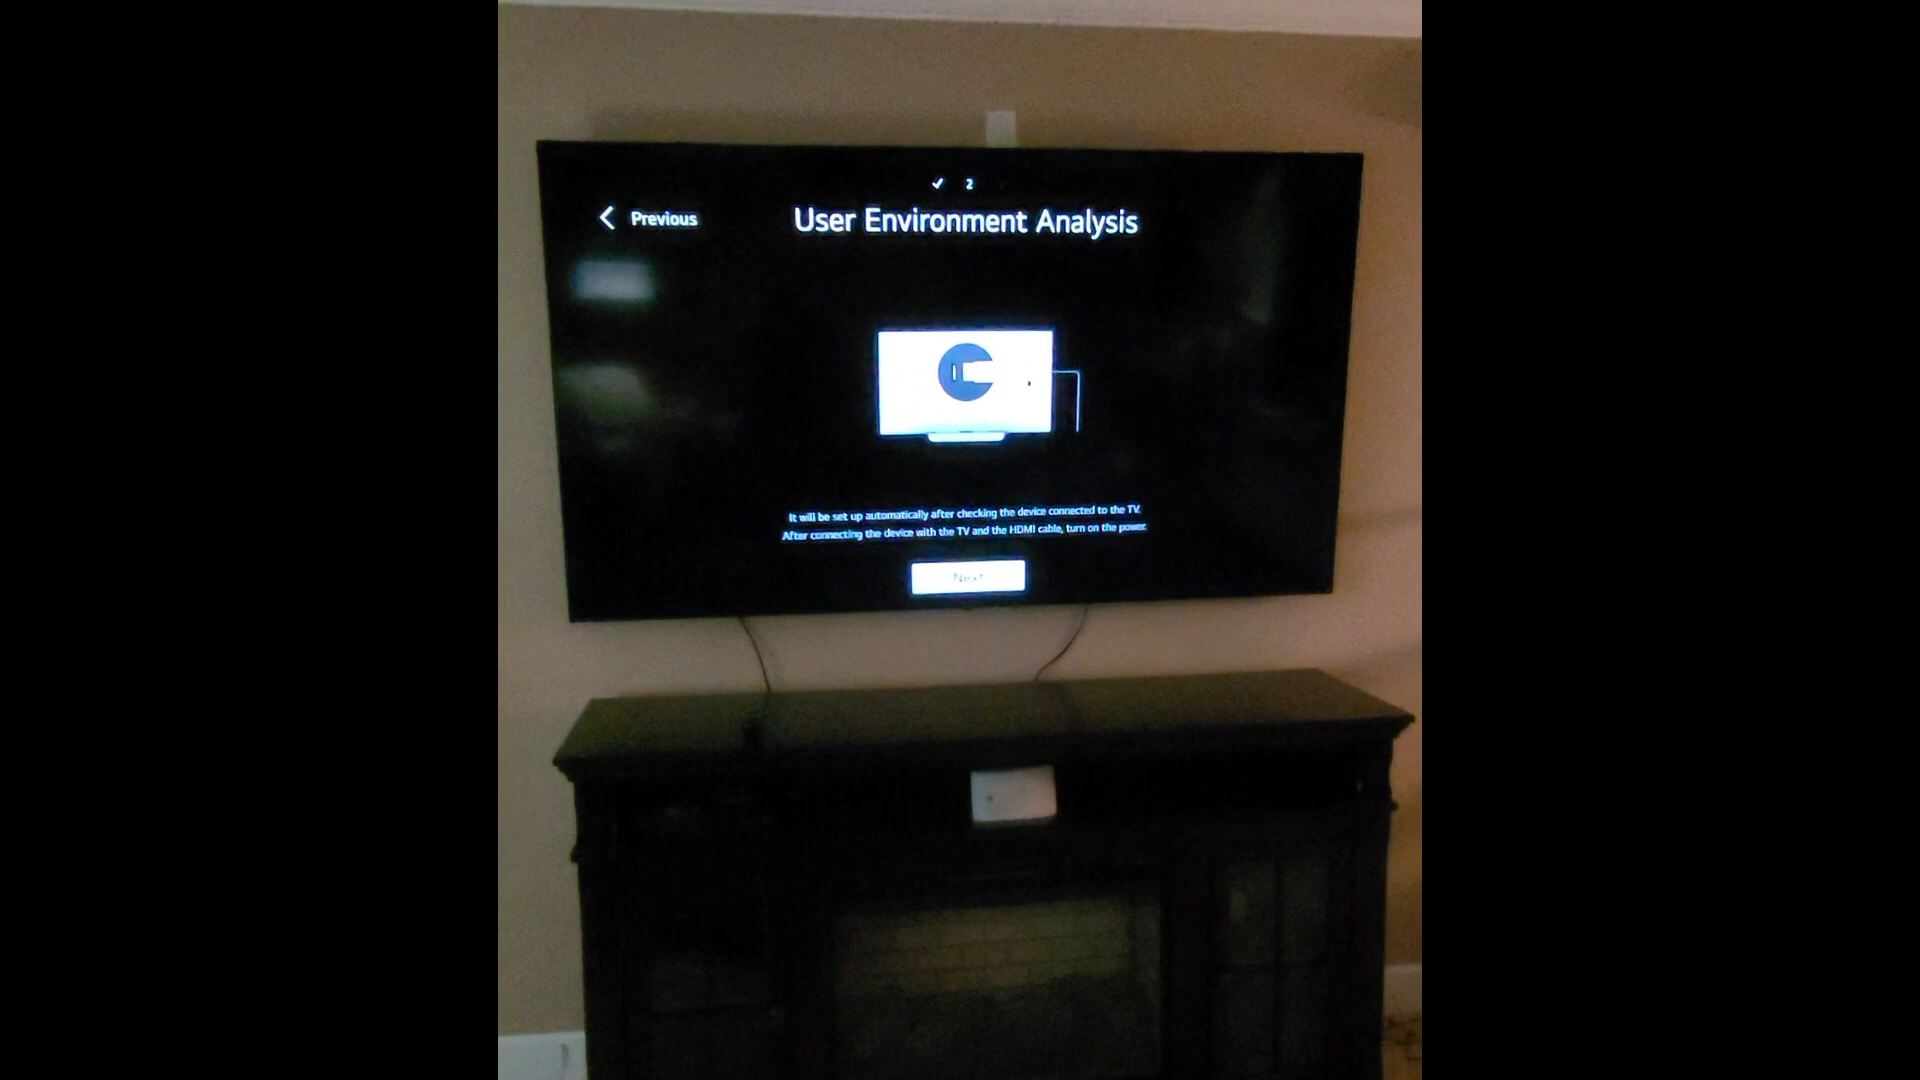 ✓ 2
Previous
User Environment Analysis
It will be set up automatically after checking the device connected to the TV.
After connecting the device with the TV and the HDMI cable, turn on the power.
Next